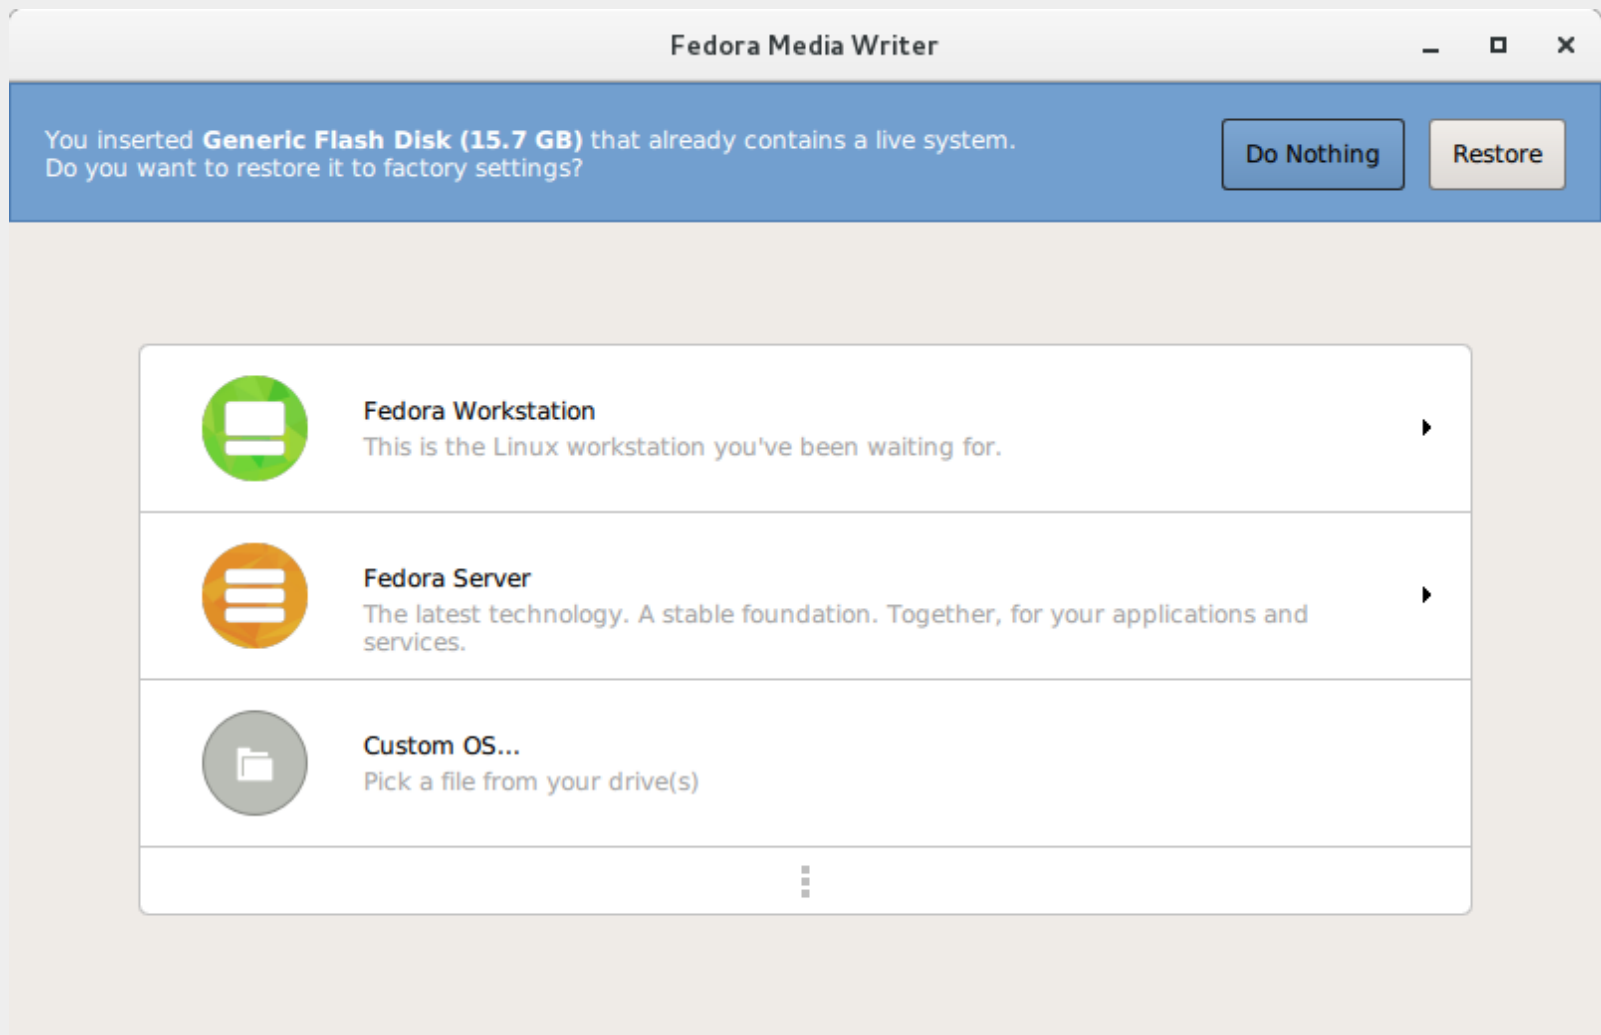 Fedora Media Writer
You inserted Generic Flash Disk (15.7 GB) that already contains a live system.
Do you want to restore it to factory settings?
Do Nothing
Restore
Fedora Workstation
This is the Linux workstation you've been waiting for.
Fedora Server
The latest technology. A stable foundation. Together, for your applications and
services.
Custom OS...
Pick a file from your drive(s)